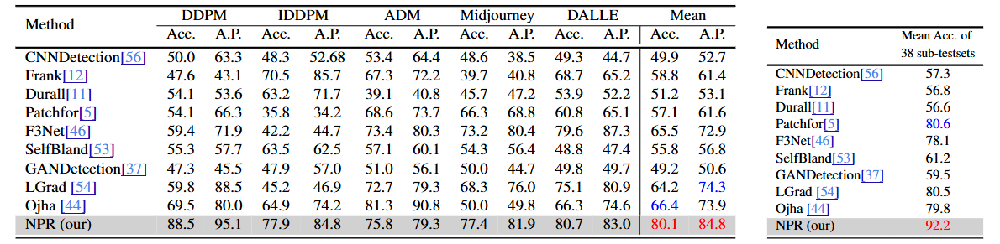 Method DDPM IDDPM ADM Midjourney DALLE Mean
Acc. A.P. Acc. A.P. Acc. A.P. Acc. A.P. Acc. A.P. Acc. A.P.
CNNDetection[56] 50.0 63.3 48.3 52.68 53.4 64.4 48.6 38.5 49.3 44.7 49.9 52.7
Frank[12] 47.6 43.1 70.5 85.7 67.3 72.2 39.7 40.8 68.7 65.2 58.8 61.4
Durall[11] 54.1 53.6 63.2 71.7 39.1 40.8 45.7 47.2 53.9 52.2 51.2 53.1
Patchfor[5] 54.1 66.3 35.8 34.2 68.6 73.7 66.3 68.8 60.8 65.1 57.1 61.6
F3Net[46] 59.4 71.9 42.2 44.7 73.4 80.3 73.2 80.4 79.6 87.3 65.5 72.9
SelfBland[53] 55.3 57.7 63.5 62.5 57.1 60.1 54.3 56.4 48.8 47.4 55.8 56.8
GANDetection[37] 47.3 45.5 47.9 57.0 51.0 56.1 50.0 44.7 49.8 49.7 49.2 50.6
LGrad [54] 59.8 88.5 45.2 46.9 72.7 79.3 68.3 76.0 75.1 80.9 64.2 74.3
Ojha [44] 69.5 80.0 64.9 74.2 81.3 90.8 50.0 49.8 66.3 74.6 66.4 73.9
NPR (our) 88.5 95.1 77.9 84.8 75.8 79.3 77.4 81.9 80.7 83.0 80.1 84.8
Method Mean Acc. of
38 sub-testsets
CNNDetection[56] 57.3
Frank[12] 56.8
Durall[11] 56.6
Patchfor[5] 80.6
F3Net[46] 78.1
SelfBland[53] 61.2
GANDetection[37] 59.5
LGrad [54] 80.5
Ojha [44] 79.8
NPR (our) 92.2